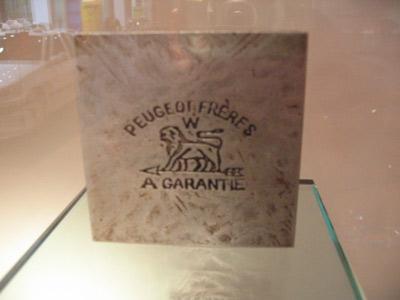 PEUGEOT FRÈRES
W
A GARANTIE